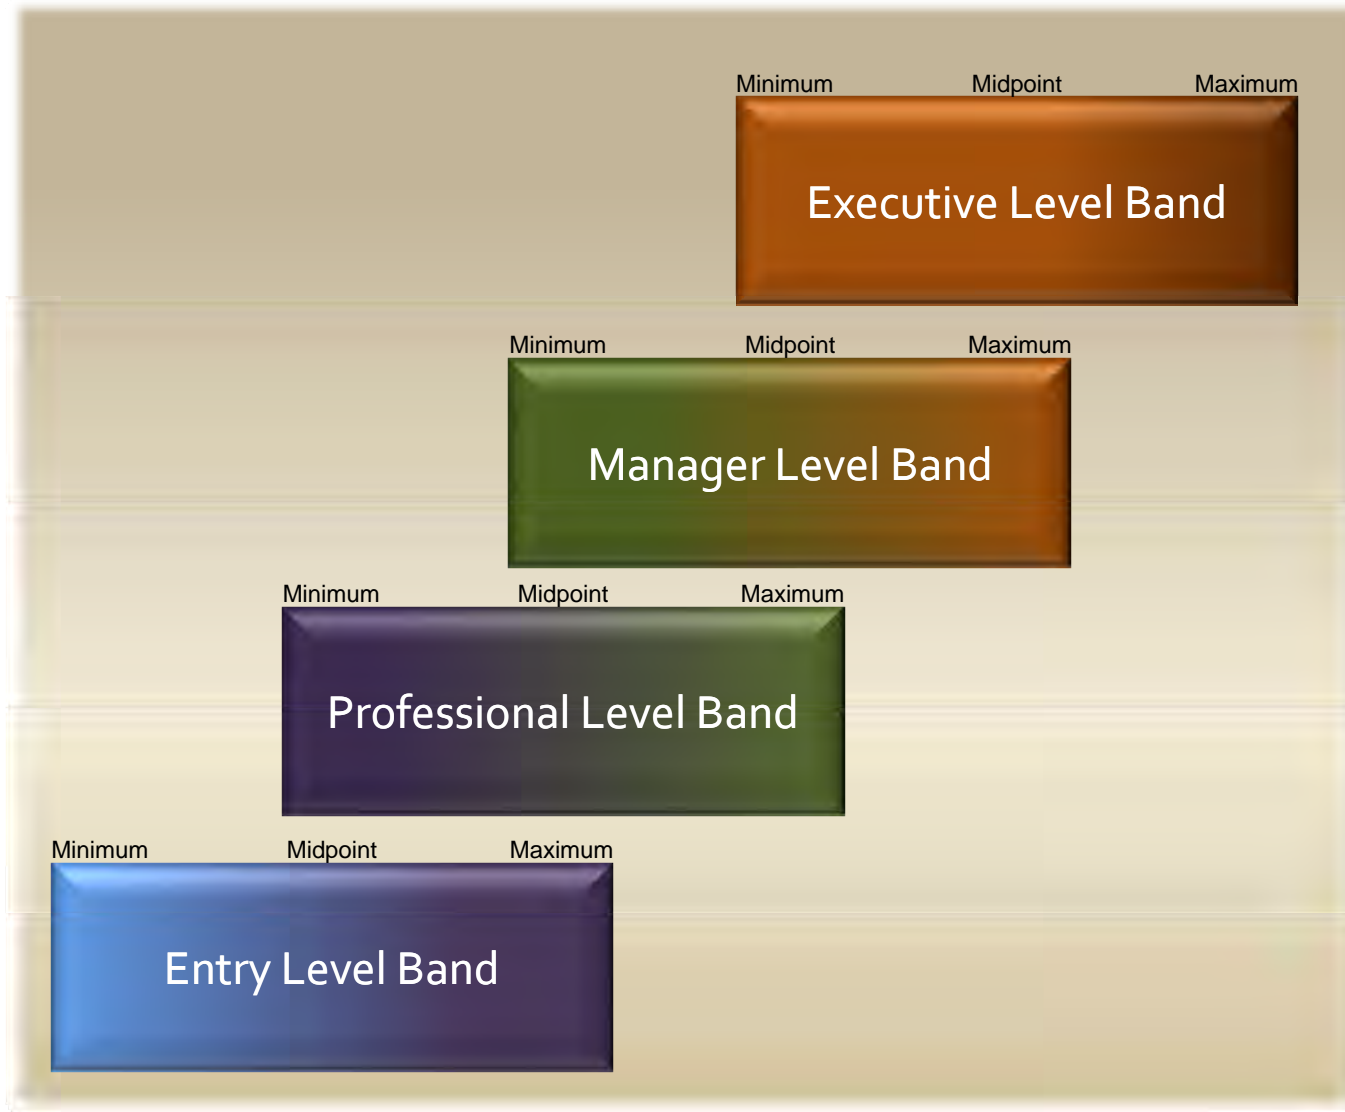 Minimum Midpoint Maximum
Executive Level Band
Minimum Midpoint Maximum
Manager Level Band
Minimum Midpoint Maximum
Professional Level Band
Minimum Midpoint Maximum
Entry Level Band